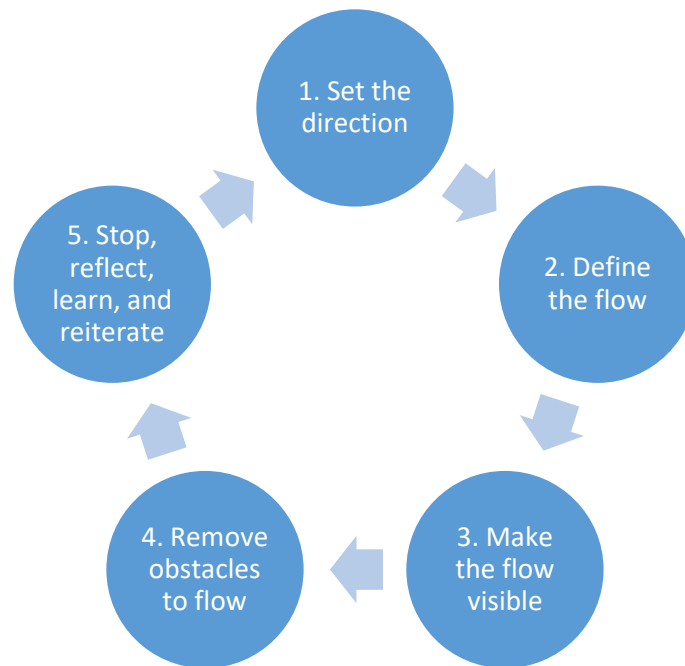 1. Set the
direction
2. Define
the flow
3. Make
the flow
visible
4. Remove
obstacles
to flow
5. Stop,
reflect,
learn, and
reiterate